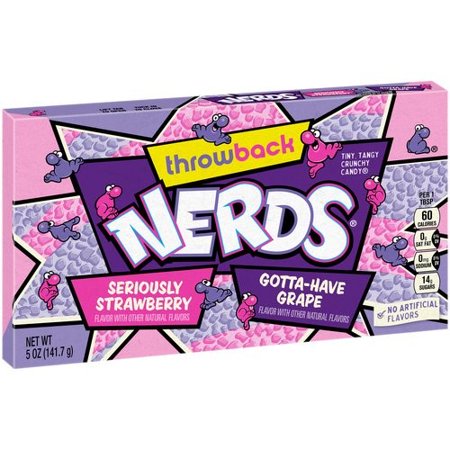 NERDS
throwback
TINY, TANGY
CRUNCHY
CANDY®
NERDS®
SERIOUSLY
STRAWBERRY
FLAVOR WITH OTHER NATURAL FLAVORS
GOTTA-HAVE
GRAPE
FLAVOR WITH OTHER NATURAL FLAVORS
PER 1
TBSP
60
CALORIES
0g
SAT FAT
0mg
SODIUM
14g
SUGARS
NO ARTIFICIAL
FLAVORS
NET WT
5 OZ (141.7 g)